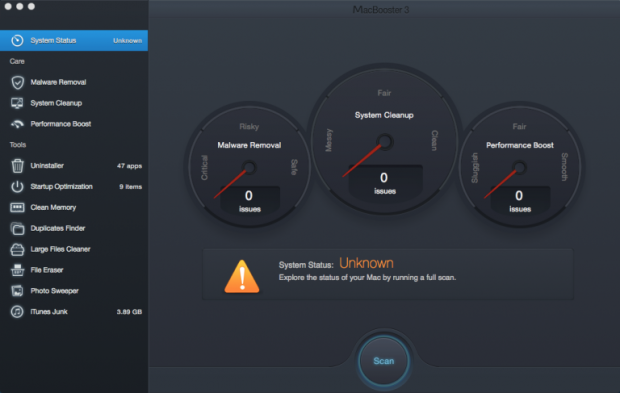 MacBooster 3
System Status Unknown
Care
Malware Removal
System Cleanup
Performance Boost
Tools
Uninstaller 47 apps
Startup Optimization 9 items
Clean Memory
Duplicates Finder
Large Files Cleaner
File Eraser
Photo Sweeper
iTunes Junk 3.89 GB
Risky
Malware Removal
Critical
Safe
0
issues
Fair
System Cleanup
Messy
Clean
0
issues
Fair
Performance Boost
Sluggish
Smooth
0
issues
System Status: Unknown
Explore the status of your Mac by running a full scan.
Scan